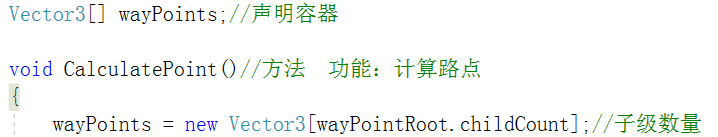 Vector3[] wayPoints;//声明容器
void CalculatePoint()//方法  功能：计算路点
{
wayPoints = new Vector3[wayPointRoot.childCount];//子级数量